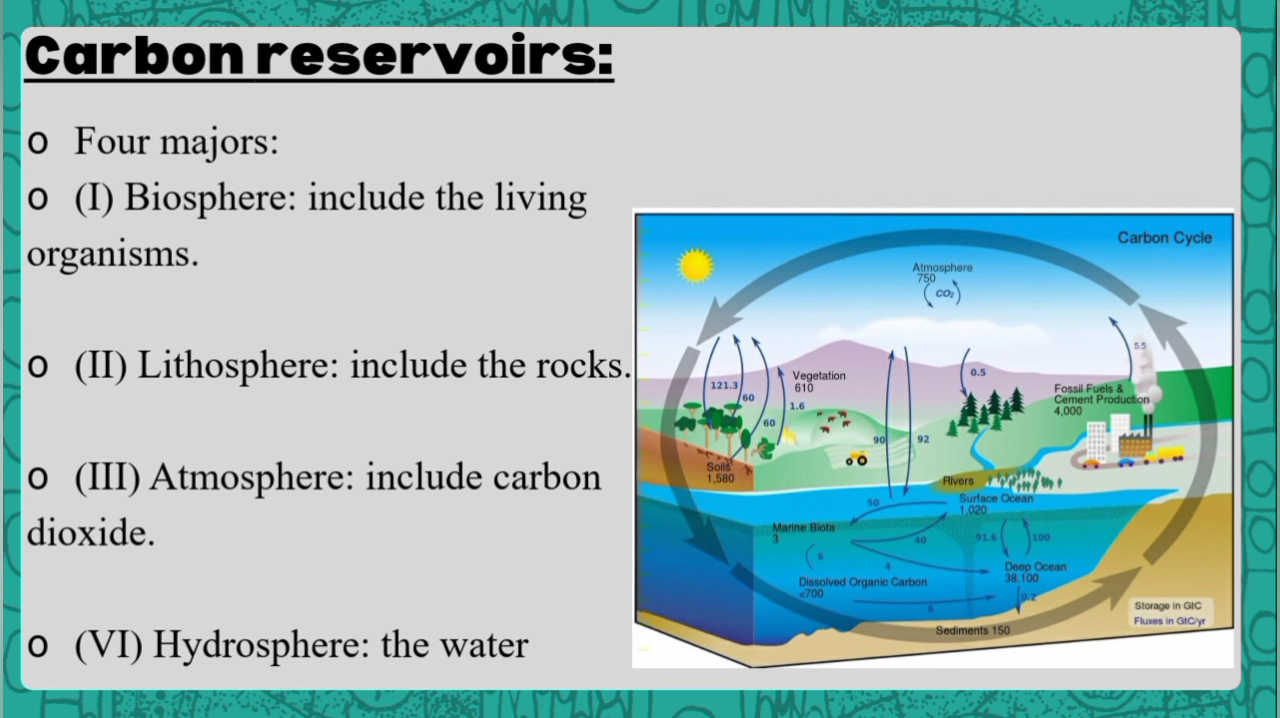 Carbon reservoirs:
o Four majors:
o (I) Biosphere: include the living
organisms.
o (II) Lithosphere: include the rocks.
o (III) Atmosphere: include carbon
dioxide.
o (VI) Hydrosphere: the water
Carbon Cycle
Atmosphere
750
CO₂
5.5
121.3
60
60
1.6
Vegetation
610
0.5
Fossil Fuels &
Cement Production
4,000
90
92
Soils
1,580
Rivers
Surface Ocean
1,020
50
Marine Biota
3
40
91.6
100
6
4
Deep Ocean
38.100
Dissolved Organic Carbon
<700
6
0.2
Sediments 150
Storage in GtC
Fluxes in GtC/yr